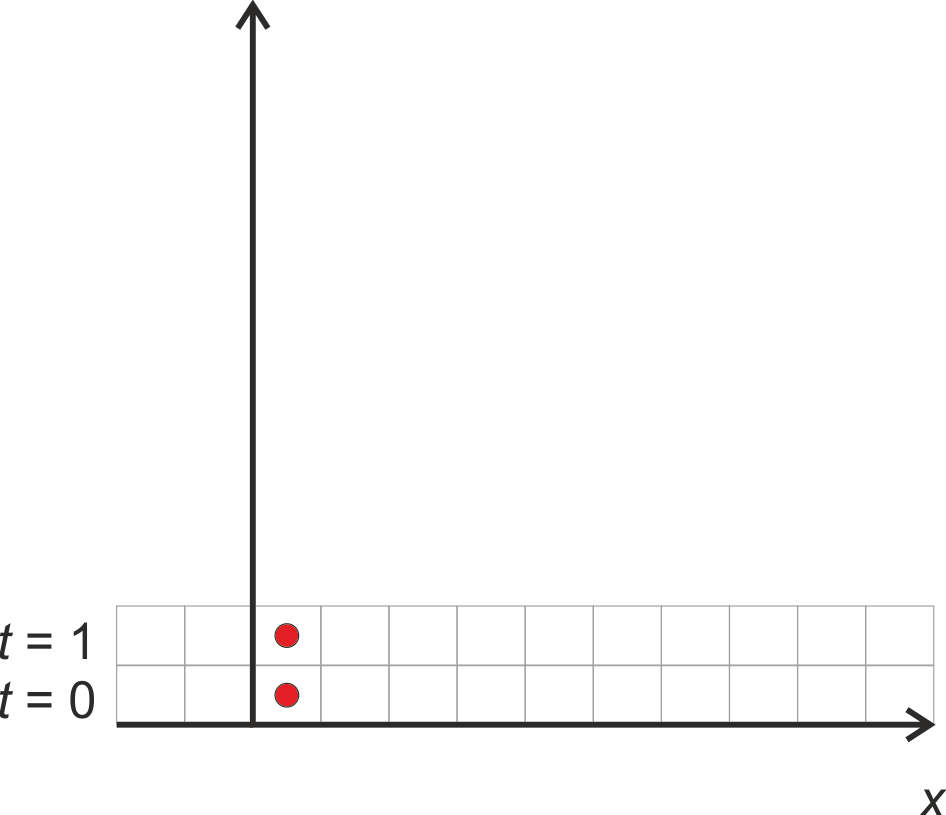 t = 1
t = 0
x